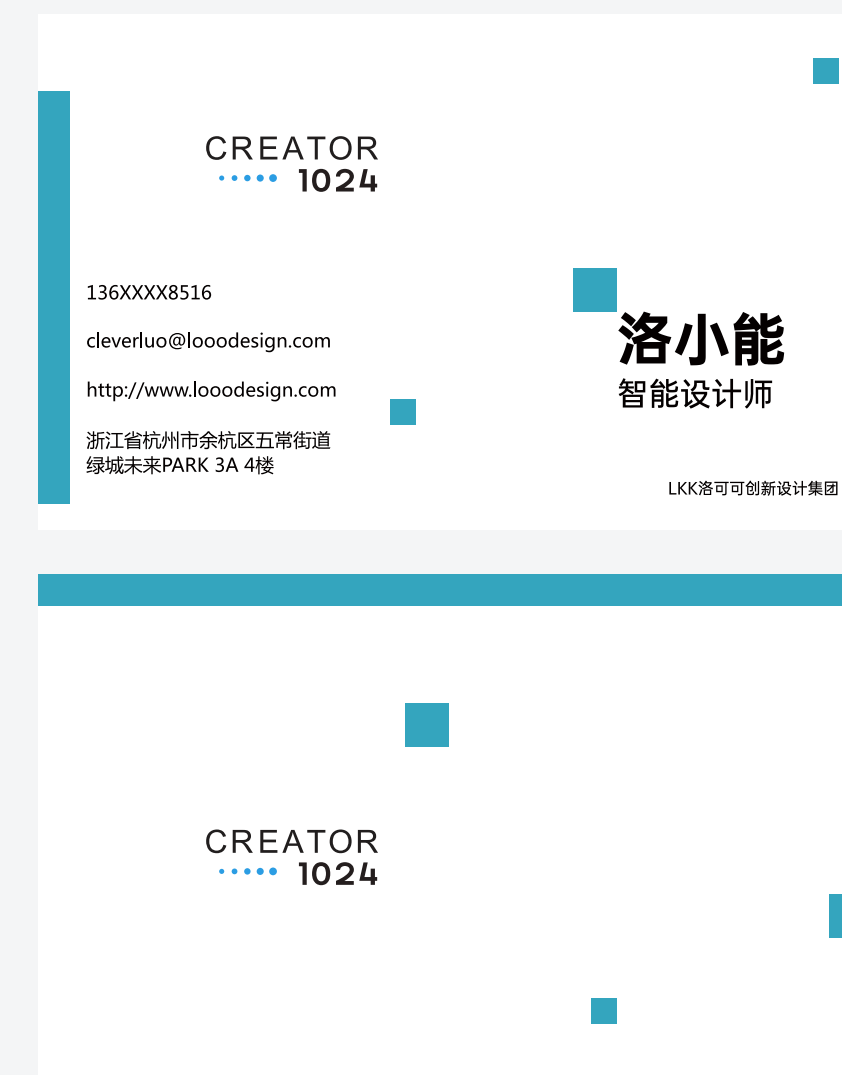 CREATOR
1024
136XXXX8516
cleverluo@looodesign.com
http://www.looodesign.com
浙江省杭州市余杭区五常街道
绿城未来PARK 3A 4楼
洛小能
智能设计师
LKK洛可可创新设计集团
CREATOR
1024